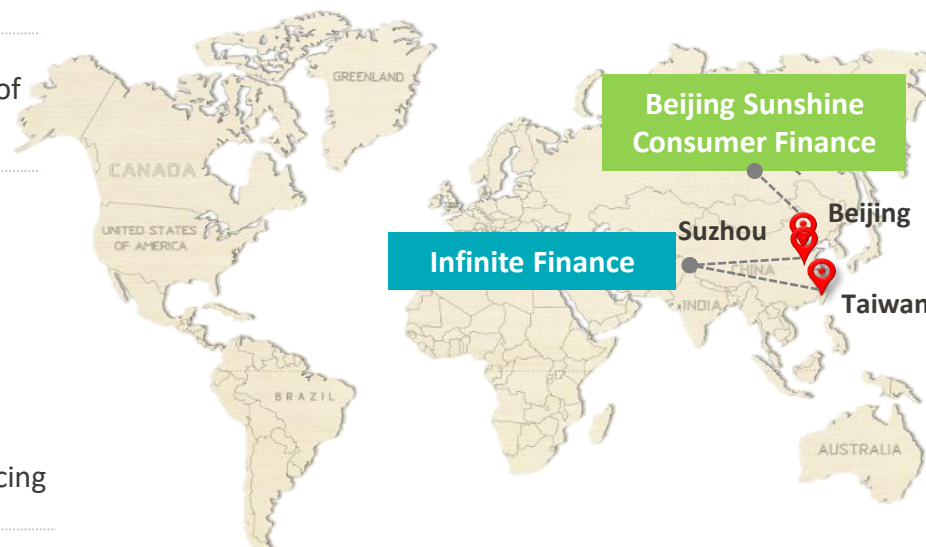 of
GREENLAND
Beijing Sunshine
Consumer Finance
CANADA
UNITED STATES
OF AMERICA
Suzhou
Beijing
Infinite Finance
CHINA
INDIA
Taiwan
BRAZIL
AUSTRALIA
cing